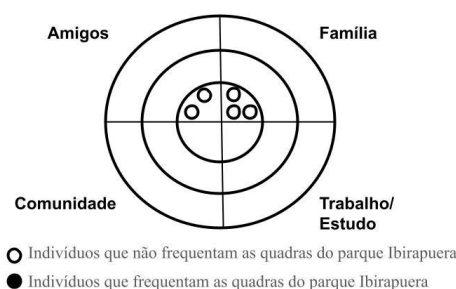 Amigos
Família
Comunidade
Trabalho/
Estudo
Indivíduos que não frequentam as quadras do parque Ibirapuera
Indivíduos que frequentam as quadras do parque Ibirapuera